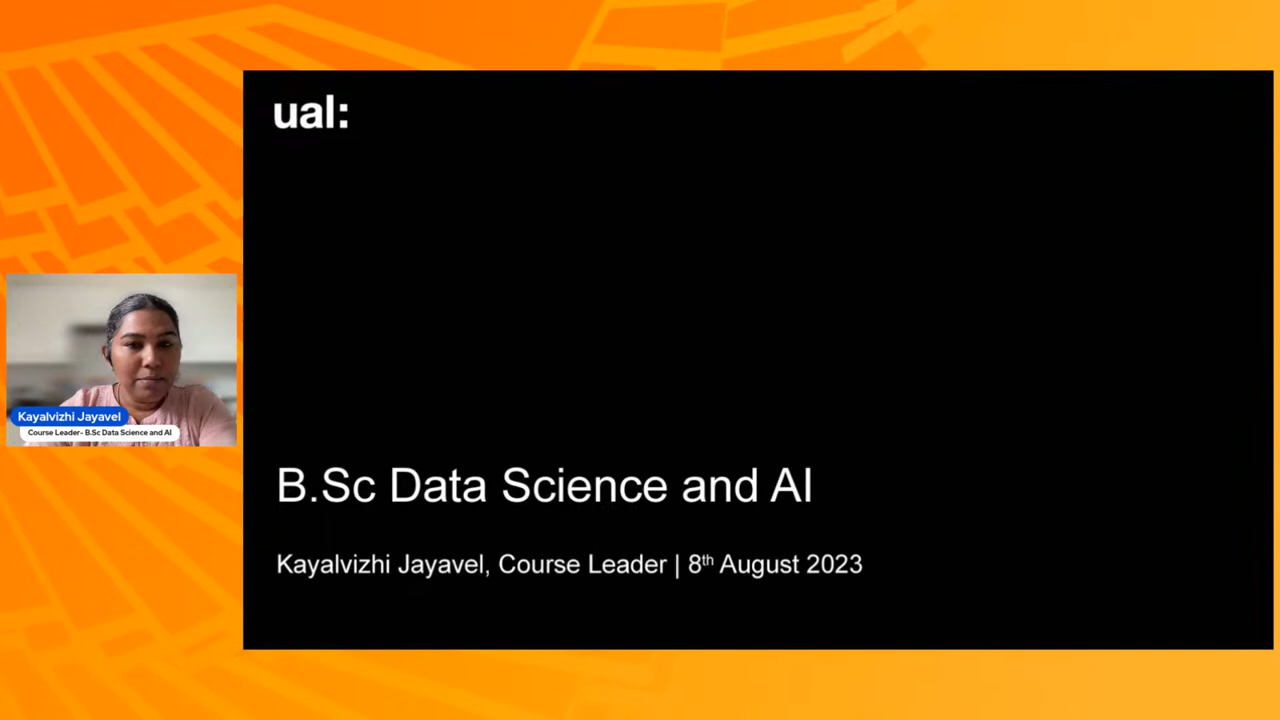 ual:
Kayalvizhi Jayavel
Course Leader- B.Sc Data Science and AI
B.Sc Data Science and AI
Kayalvizhi Jayavel, Course Leader | 8th August 2023